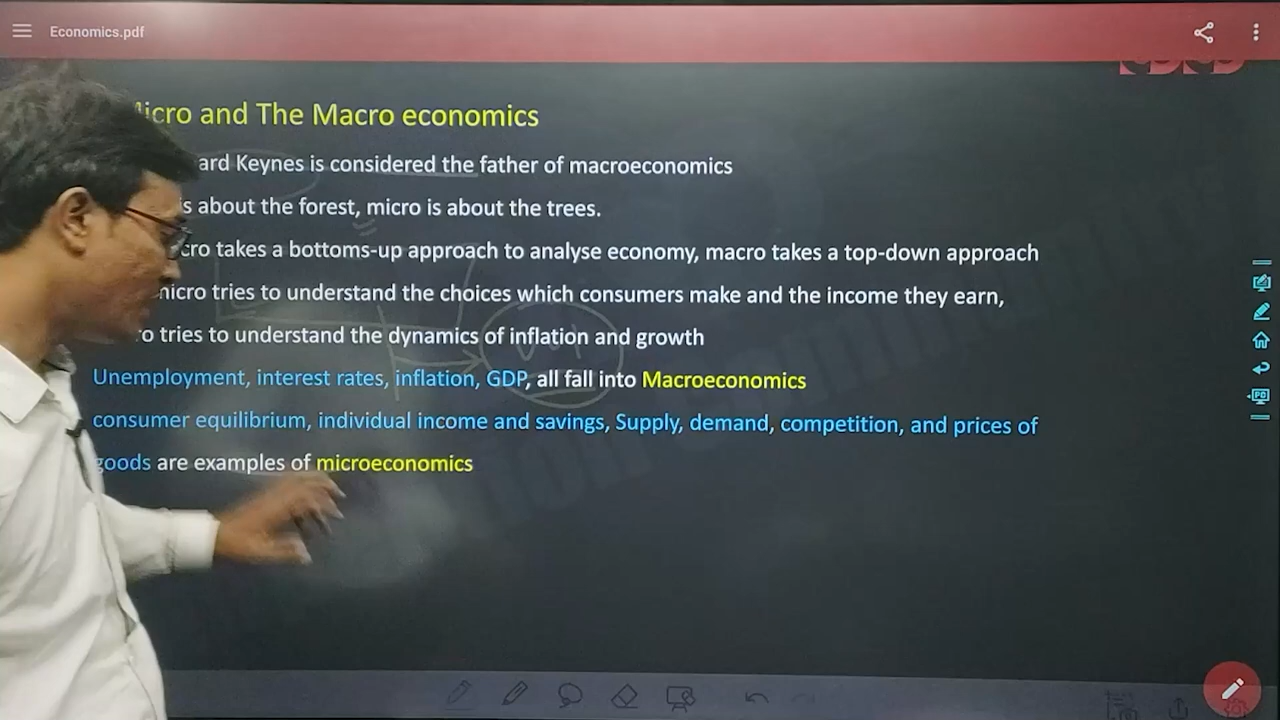 Economics.pdf
icro and The Macro economics
ard Keynes is considered the father of macroeconomics
s about the forest, micro is about the trees.
cro takes a bottoms-up approach to analyse economy, macro takes a top-down approach
icro tries to understand the choices which consumers make and the income they earn,
o tries to understand the dynamics of inflation and growth
Unemployment, interest rates, inflation, GDP, all fall into Macroeconomics
consumer equilibrium, individual income and savings, Supply, demand, competition, and prices of
goods are examples of microeconomics